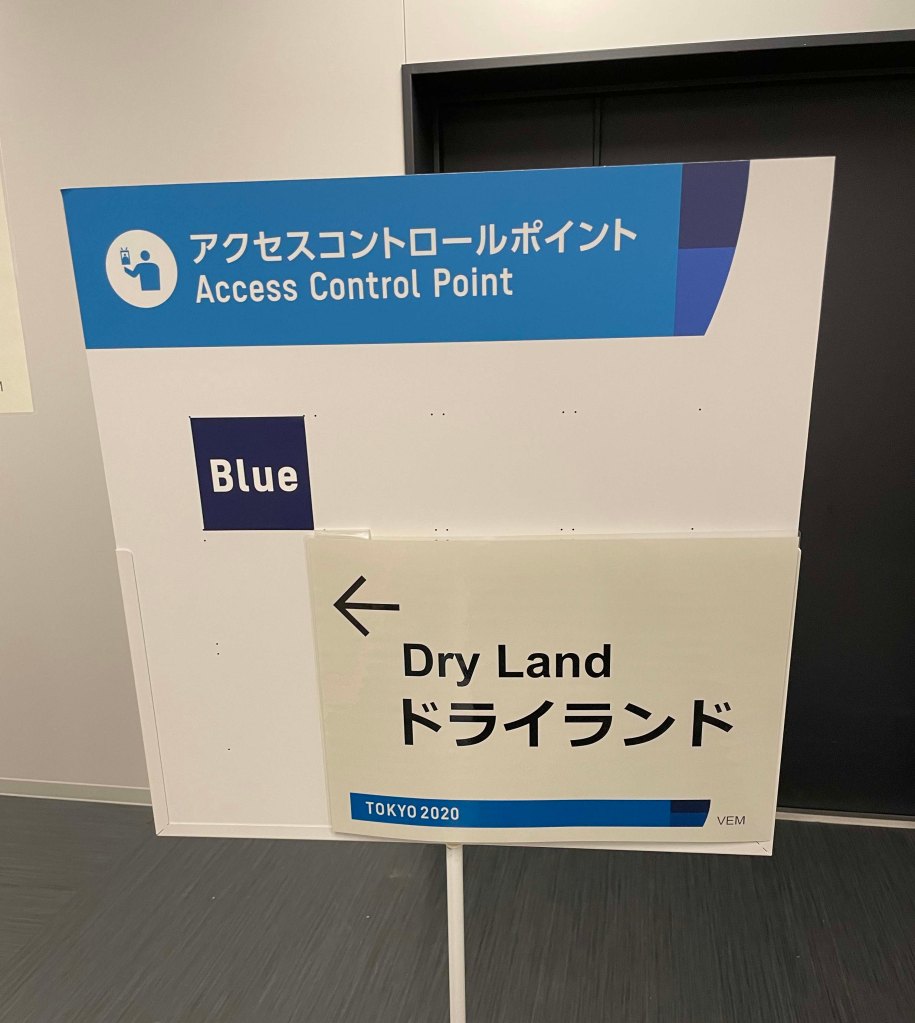 アクセスコントロールポイント
Access Control Point
Blue
←
Dry Land
ドライランド
TOKYO 2020
VEM